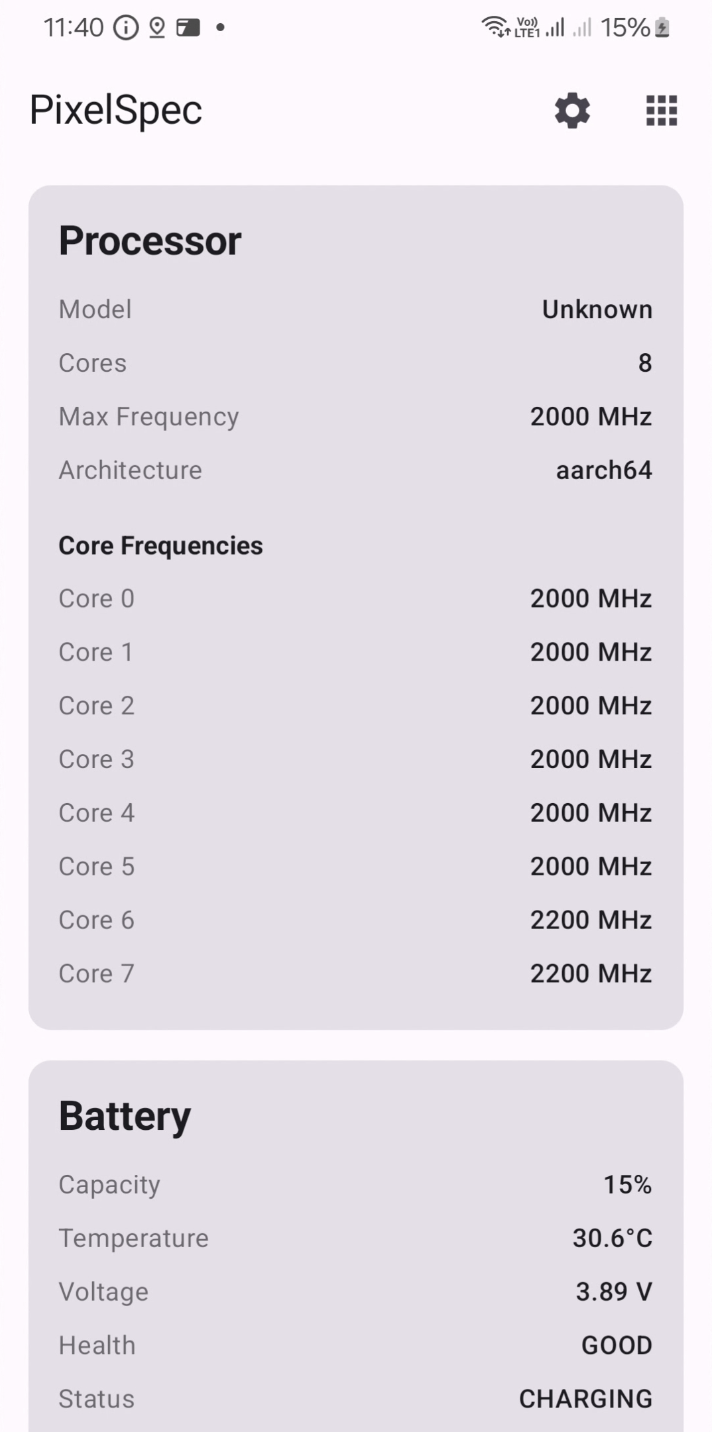 11:40 Vo)) LTE1 15%
PixelSpec
Processor
Model Unknown
Cores 8
Max Frequency 2000 MHz
Architecture aarch64
Core Frequencies
Core 0 2000 MHz
Core 1 2000 MHz
Core 2 2000 MHz
Core 3 2000 MHz
Core 4 2000 MHz
Core 5 2000 MHz
Core 6 2200 MHz
Core 7 2200 MHz
Battery
Capacity 15%
Temperature 30.6°C
Voltage 3.89 V
Health GOOD
Status CHARGING